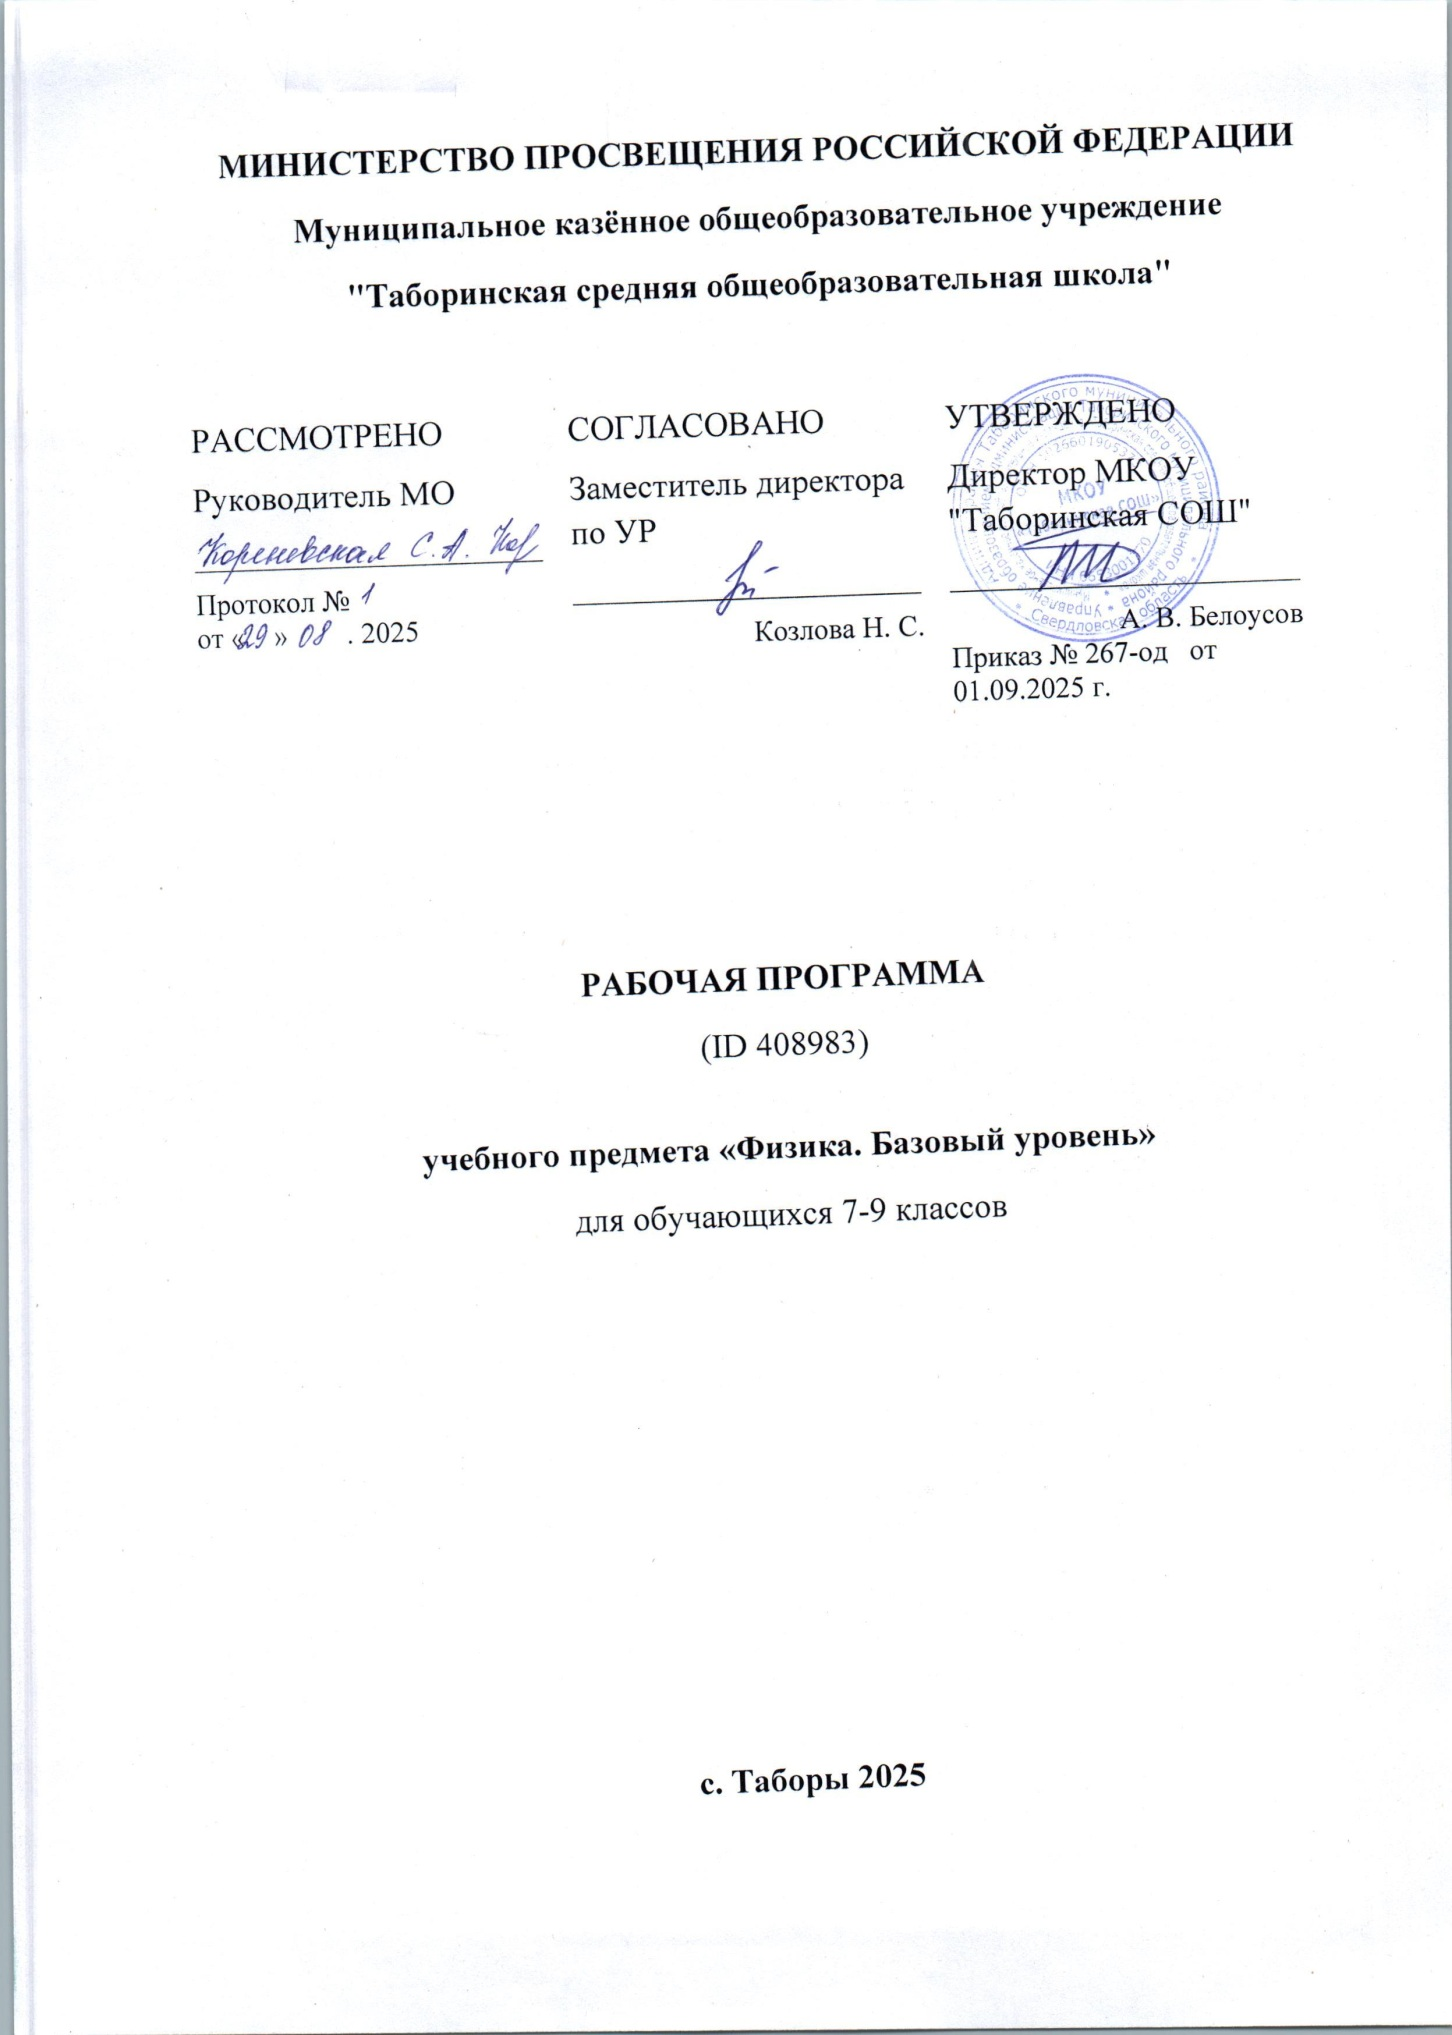 МИНИСТЕРСТВО ПРОСВЕЩЕНИЯ РОССИЙСКОЙ ФЕДЕРАЦИИ
Муниципальное казённое общеобразовательное учреждение
"Таборинская средняя общеобразовательная школа"
РАССМОТРЕНО
Руководитель МО
Кореневская С.А.
Протокол № 1
от «29» 08 . 2025
СОГЛАСОВАНО
Заместитель директора
по УР
Козлова Н. С.
УТВЕРЖДЕНО
Директор МКОУ
"Таборинская СОШ"
А. В. Белоусов
Приказ № 267-од от
01.09.2025 г.
МКОУ
Свердловская область
РАБОЧАЯ ПРОГРАММА
(ID 408983)
учебного предмета «Физика. Базовый уровень»
для обучающихся 7-9 классов
с. Таборы 2025